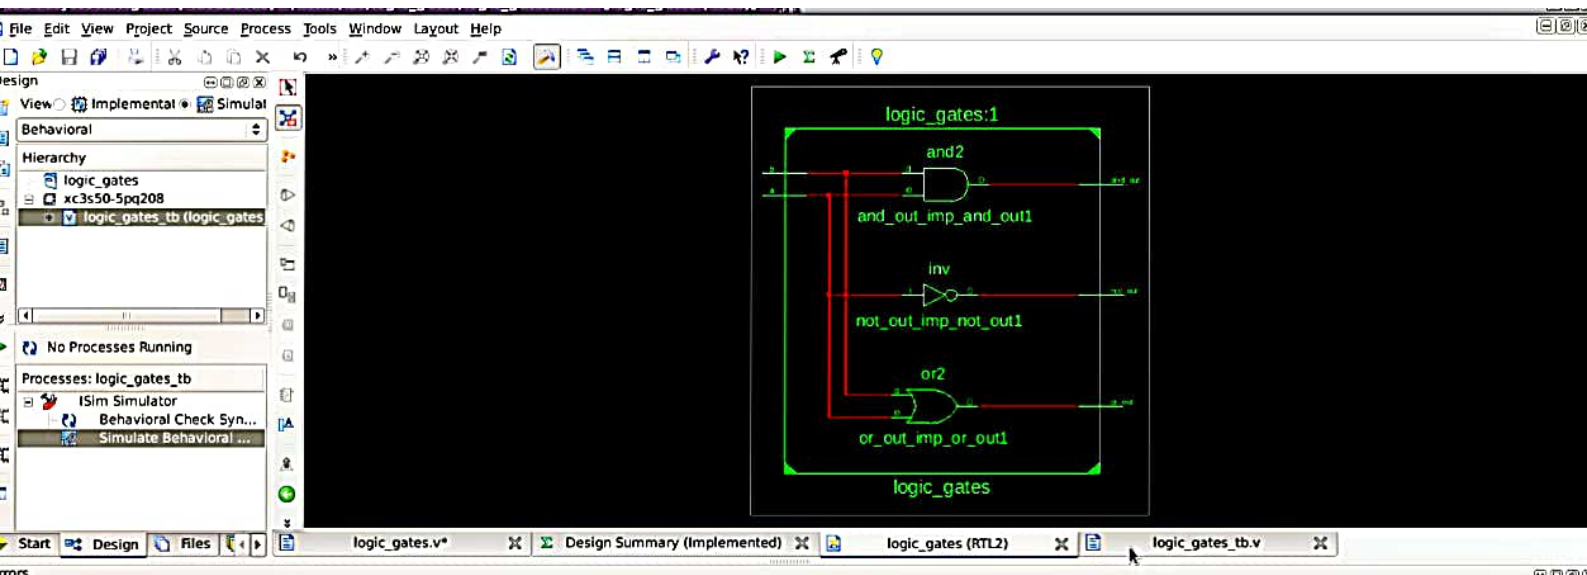 File Edit View Project Source Process Tools Window Layout Help
View Implemental Simulat
Behavioral
Hierarchy
logic_gates
xc3s50-5pq208
logic_gates_tb (logic_gates
No Processes Running
Processes: logic_gates_tb
ISim Simulator
Behavioral Check Syn...
Simulate Behavioral ...
Start Design Files
logic_gates:1
and2
and_out_imp_and_out1
inv
not_out_imp_not_out1
or2
or_out_imp_or_out1
logic_gates
logic_gates.v* Design Summary (Implemented) logic_gates (RTL2) logic_gates_tb.v